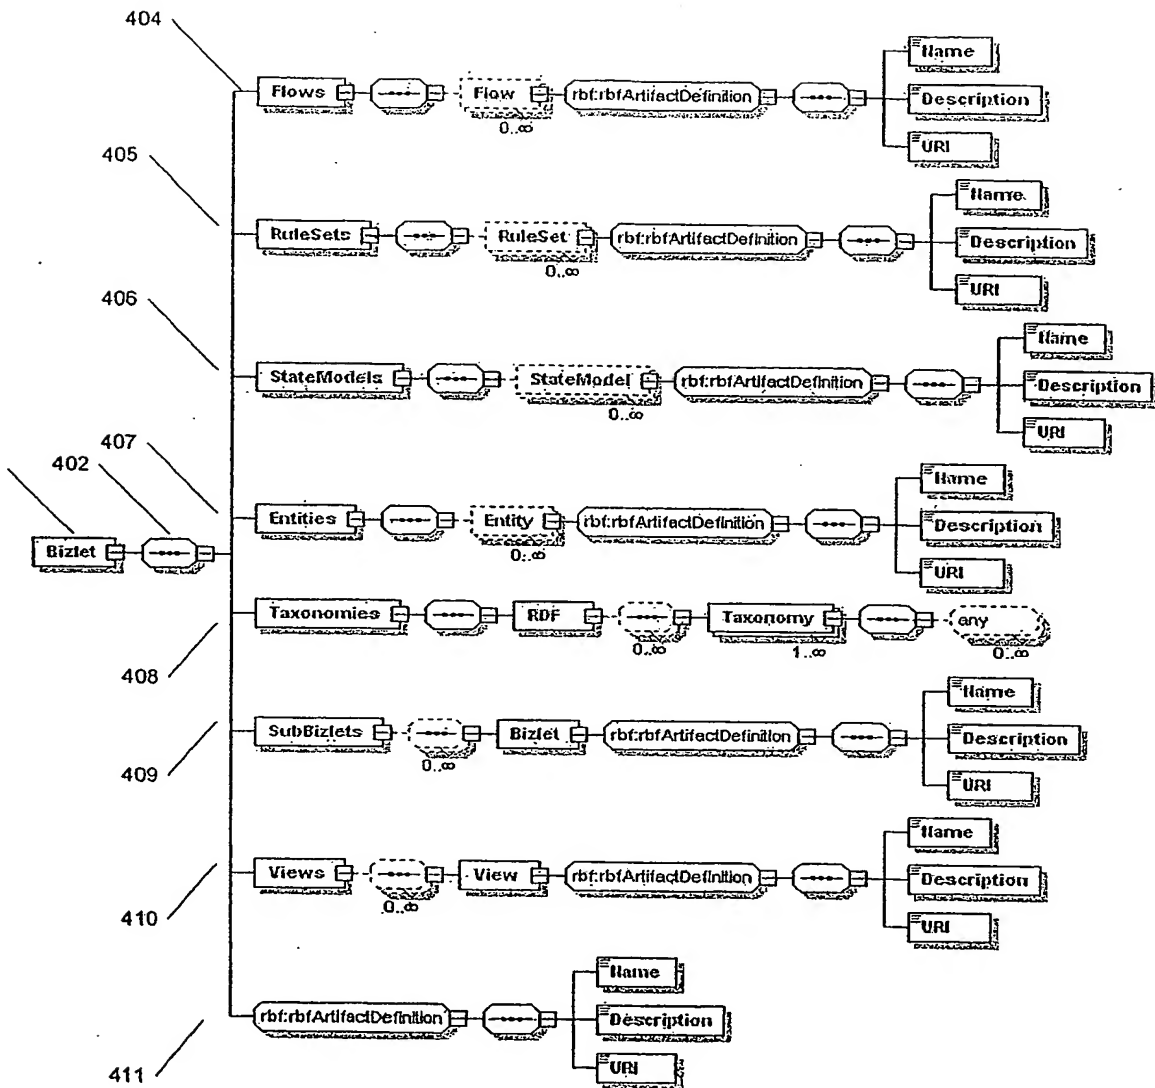 404
Flows
Flow
0..∞
rbf:rbfArtifactDefinition
Name
Description
URI
405
RuleSets
RuleSet
0..∞
rbf:rbfArtifactDefinition
Name
Description
URI
406
StateModels
StateModel
0..∞
rbf:rbfArtifactDefinition
Name
Description
URI
407
402
Bizlet
Entities
Entity
0..∞
rbf:rbfArtifactDefinition
Name
Description
URI
Taxonomies
RDF
0..∞
Taxonomy
1..∞
any
0..∞
408
SubBizlets
0..∞
Bizlet
rbf:rbfArtifactDefinition
Name
Description
URI
409
Views
0..∞
View
rbf:rbfArtifactDefinition
Name
Description
URI
410
rbf:rbfArtifactDefinition
Name
Description
URI
411